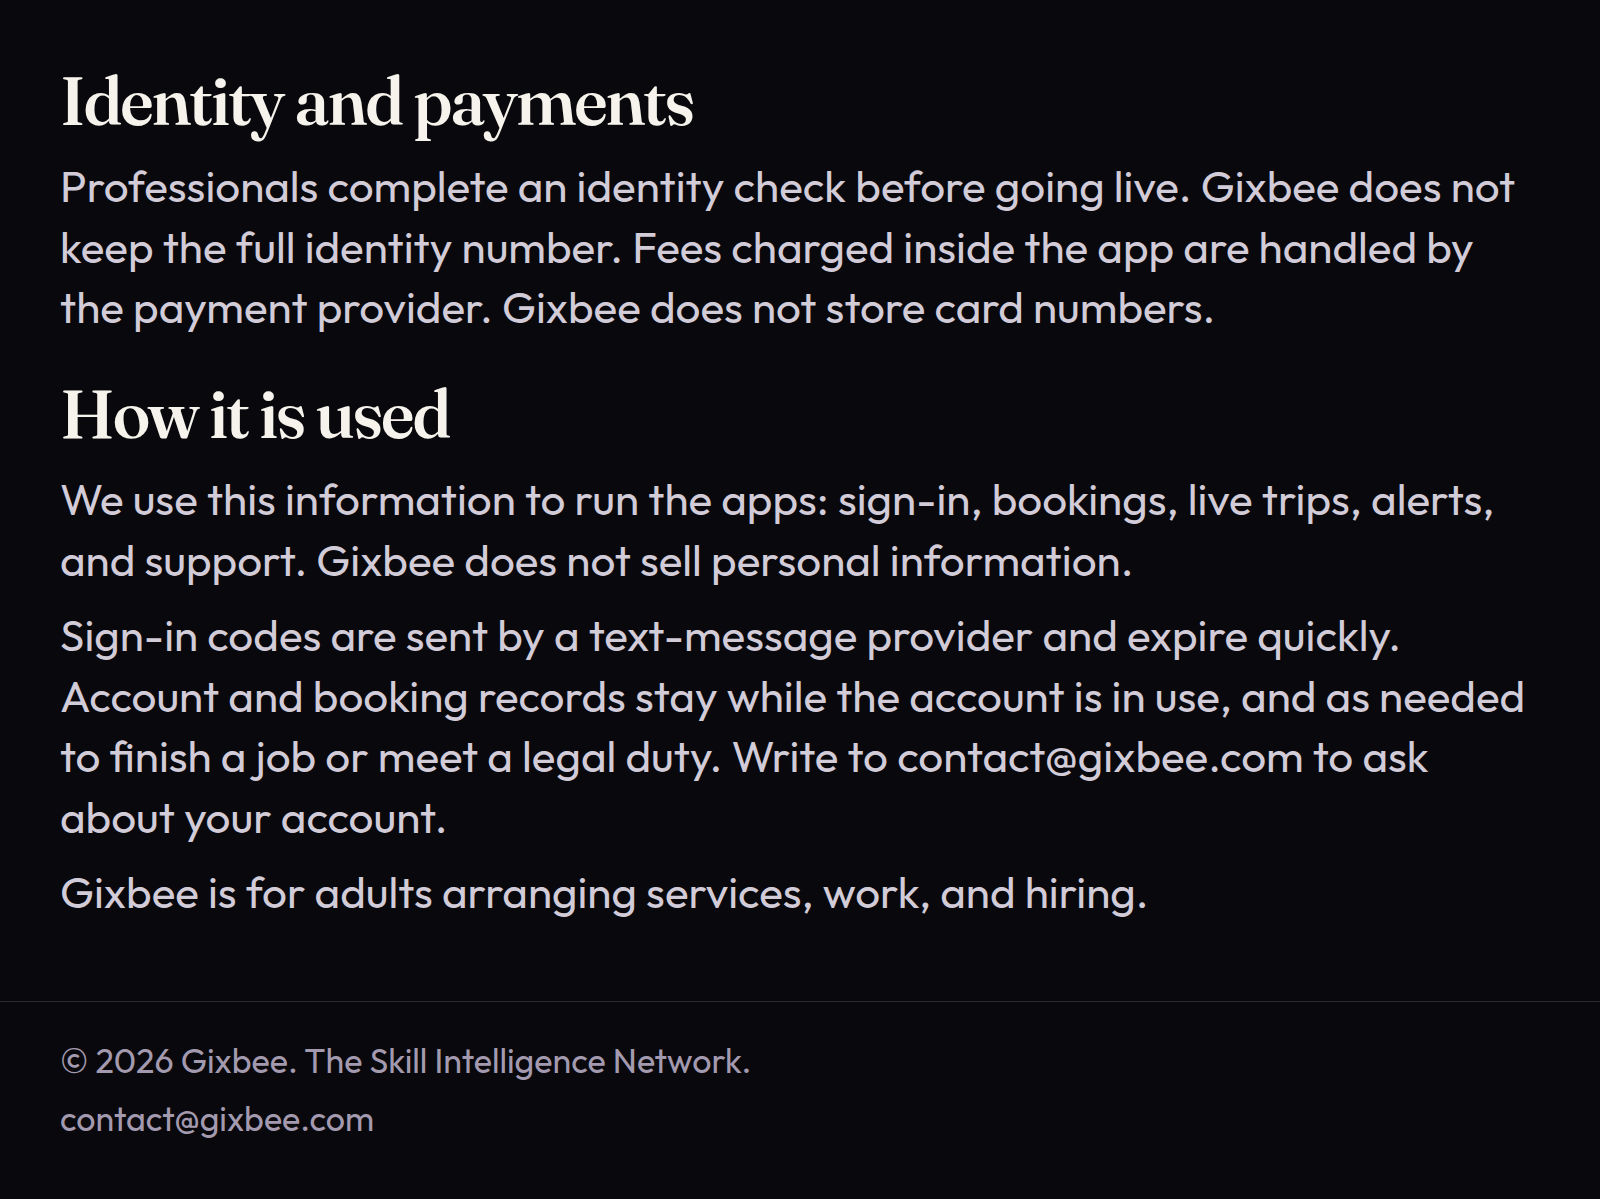 Identity and payments
Professionals complete an identity check before going live. Gixbee does not
keep the full identity number. Fees charged inside the app are handled by
the payment provider. Gixbee does not store card numbers.
How it is used
We use this information to run the apps: sign-in, bookings, live trips, alerts,
and support. Gixbee does not sell personal information.
Sign-in codes are sent by a text-message provider and expire quickly.
Account and booking records stay while the account is in use, and as needed
to finish a job or meet a legal duty. Write to contact@gixbee.com to ask
about your account.
Gixbee is for adults arranging services, work, and hiring.
© 2026 Gixbee. The Skill Intelligence Network.
contact@gixbee.com